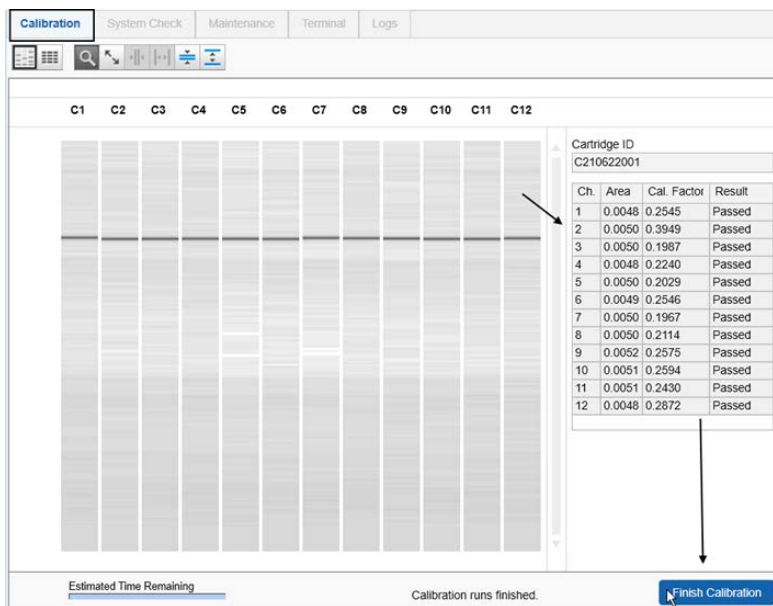 Calibration System Check Maintenance Terminal Logs
C1 C2 C3 C4 C5 C6 C7 C8 C9 C10 C11 C12
Cartridge ID
C210622001
Ch. Area Cal. Factor Result
1 0.0048 0.2545 Passed
2 0.0050 0.3949 Passed
3 0.0050 0.1987 Passed
4 0.0048 0.2240 Passed
5 0.0050 0.2029 Passed
6 0.0049 0.2546 Passed
7 0.0050 0.1967 Passed
8 0.0050 0.2114 Passed
9 0.0052 0.2575 Passed
10 0.0051 0.2594 Passed
11 0.0051 0.2430 Passed
12 0.0048 0.2872 Passed
Estimated Time Remaining
Calibration runs finished.
Finish Calibration